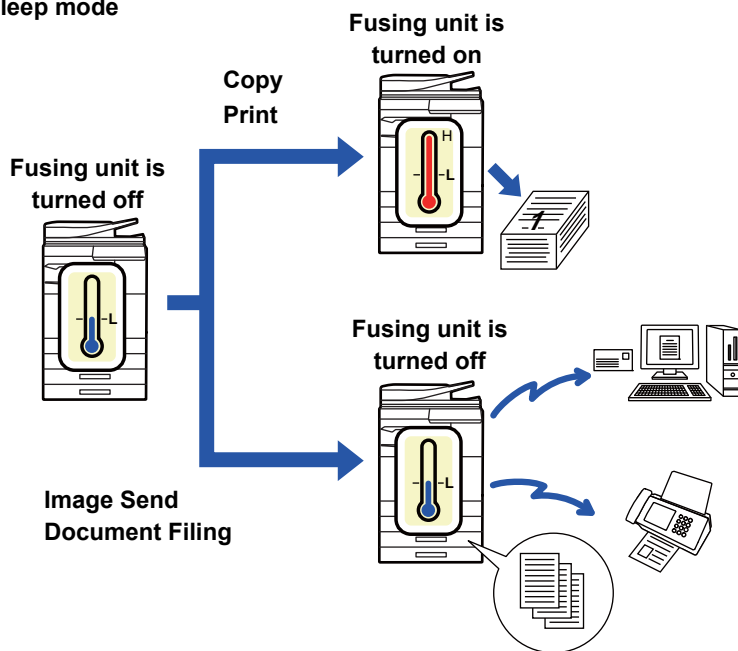 leep mode
Fusing unit is
turned on
Copy
Print
H
L
1
Fusing unit is
turned off
L
Fusing unit is
turned off
L
Image Send
Document Filing